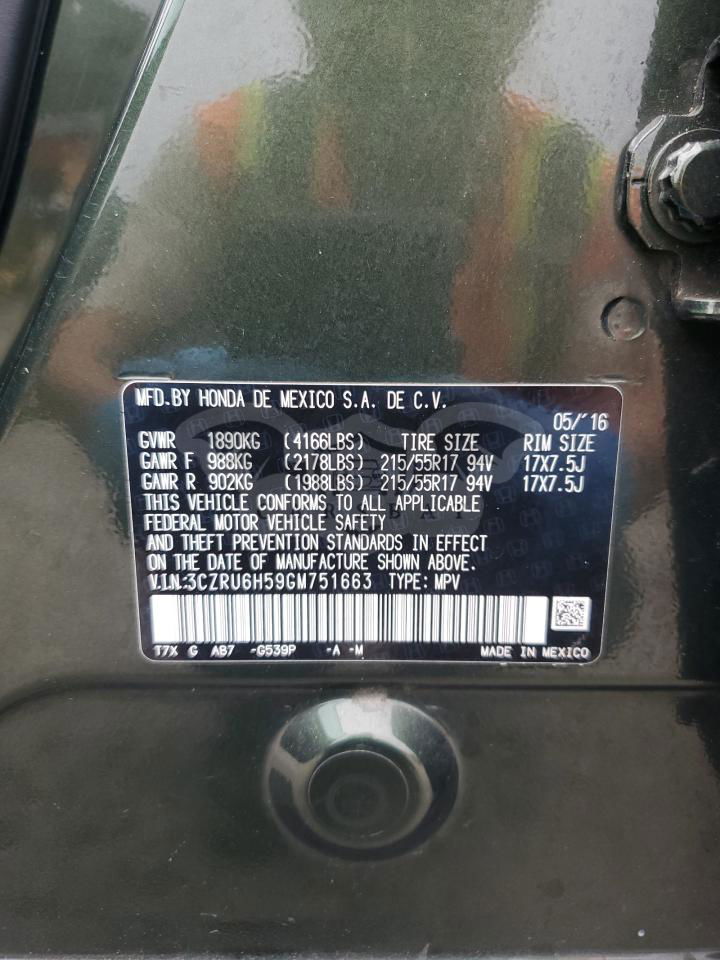 MFD.BY HONDA DE MEXICO S.A. DE C.V.
05/'16
GVWR 1890KG (4166LBS) TIRE SIZE RIM SIZE
GAWR F 988KG (2178LBS) 215/55R17 94V 17X7.5J
GAWR R 902KG (1988LBS) 215/55R17 94V 17X7.5J
THIS VEHICLE CONFORMS TO ALL APPLICABLE
FEDERAL MOTOR VEHICLE SAFETY
AND THEFT PREVENTION STANDARDS IN EFFECT
ON THE DATE OF MANUFACTURE SHOWN ABOVE.
V.I.N.:3CZRU6H59GM751663 TYPE: MPV
T7X G AB7 -G539P -A -M MADE IN MEXICO